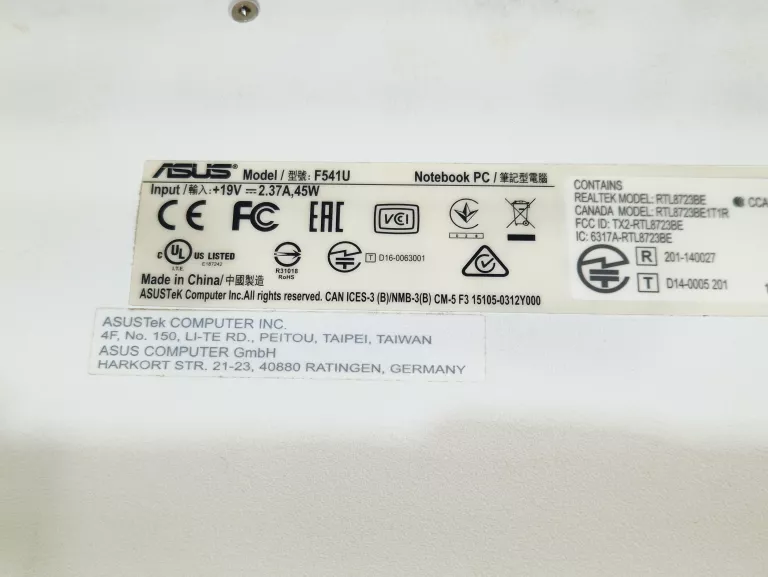 ASUS® Model / 型號: F541U Notebook PC / 筆記型電腦
Input / 輸入: +19V ⎓ 2.37A,45W
CE FC EAC VCI
C UL US LISTED
I.T.E. E187242
R31018
RoHS
T D16-0063001
Made in China/中國製造
ASUSTeK Computer Inc.All rights reserved. CAN ICES-3 (B)/NMB-3(B) CM-5 F3 15105-0312Y000
CONTAINS
REALTEK MODEL: RTL8723BE
CANADA MODEL: RTL8723BE1T1R
FCC ID: TX2-RTL8723BE
IC: 6317A-RTL8723BE
R 201-140027
T D14-0005 201
CCA
ASUSTek COMPUTER INC.
4F, No. 150, LI-TE RD., PEITOU, TAIPEI, TAIWAN
ASUS COMPUTER GmbH
HARKORT STR. 21-23, 40880 RATINGEN, GERMANY